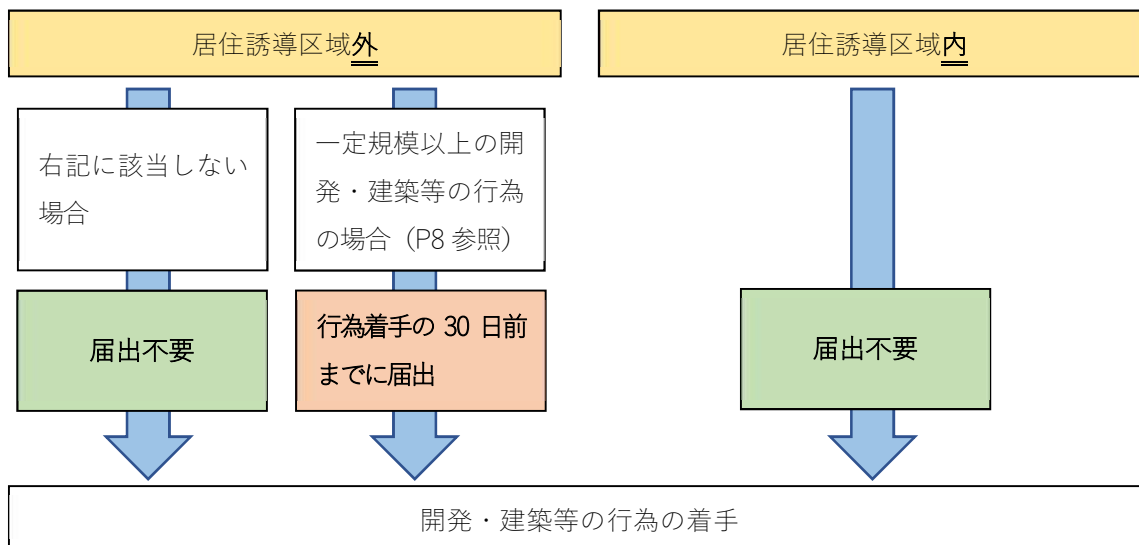 居住誘導区域外
居住誘導区域内
右記に該当しない
場合
一定規模以上の開
発・建築等の行為
の場合（P8 参照）
届出不要
行為着手の 30 日前
までに届出
届出不要
開発・建築等の行為の着手